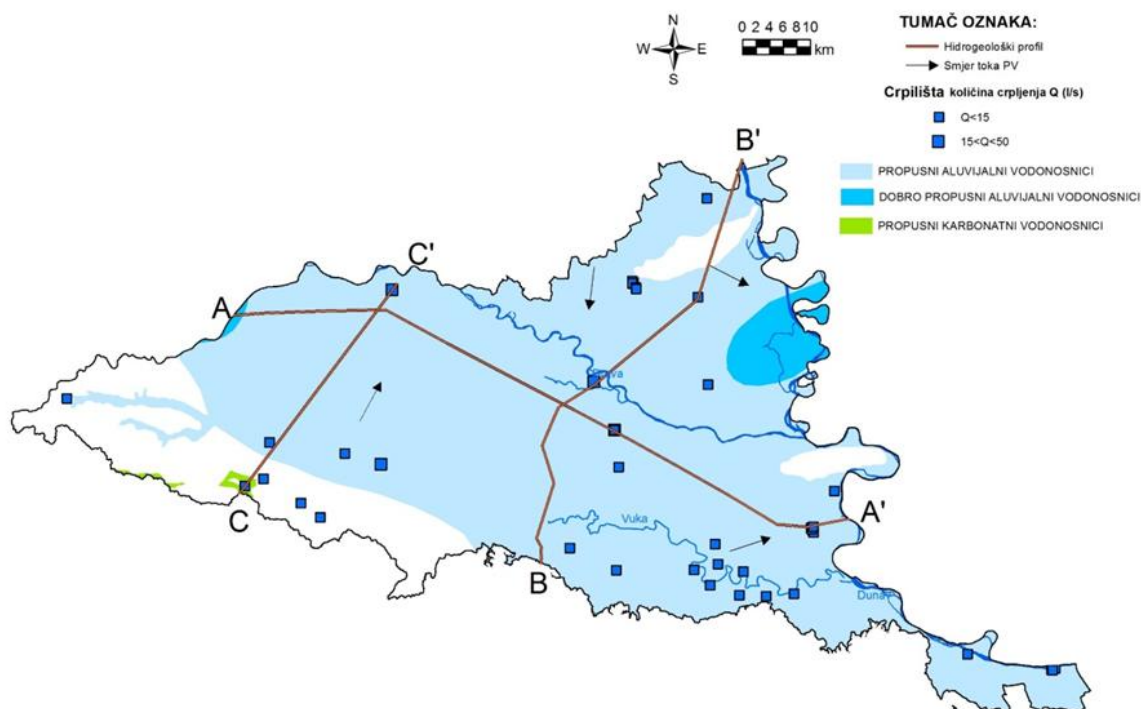 N
W E
S
0 2 4 6 8 10
km
TUMAČ OZNAKA:
Hidrogeološki profil
Smjer toka PV
Crpilišta količina crpljenja Q (l/s)
Q<15
15<Q<50
PROPUSNI ALUVIJALNI VODONOSNICI
DOBRO PROPUSNI ALUVIJALNI VODONOSNICI
PROPUSNI KARBONATNI VODONOSNICI
B'
C'
A
C
A'
Vuka
B